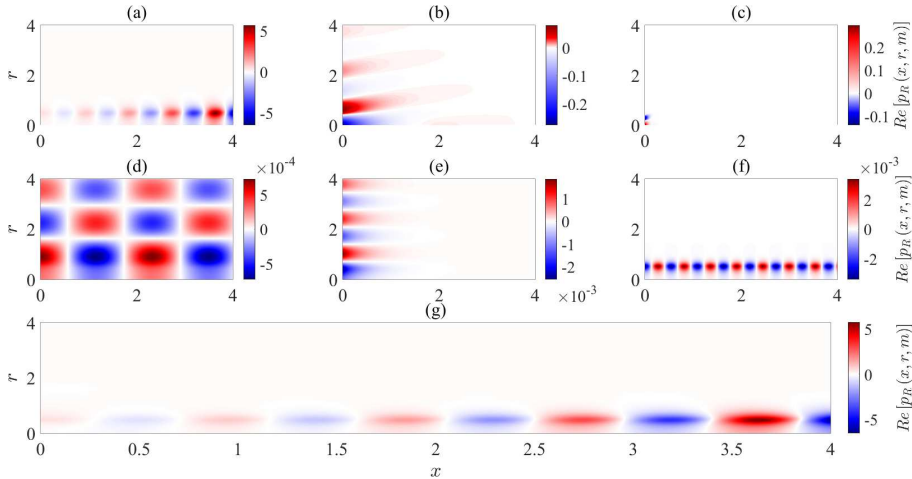 (a) (b) (c)
4 4 4
r 2 2 2
0 0 0
0 2 4 0 2 4 0 2 4
5 0 -5
0 -0.1 -0.2
0.3 0.2 0.1 0 -0.1
Re [p_R (x, r, m)]
(d) ×10⁻⁴ (e) (f) ×10⁻³
4 4 4
r 2 2 2
0 0 0
0 2 4 0 2 4 0 2 4
5 0 -5
1 0 -1 -2
×10⁻³
2 0 -2
Re [p_R (x, r, m)]
(g)
4
r 2
0
0 0.5 1 1.5 2 2.5 3 3.5 4
x
5 0 -5
Re [p_R (x, r, m)]